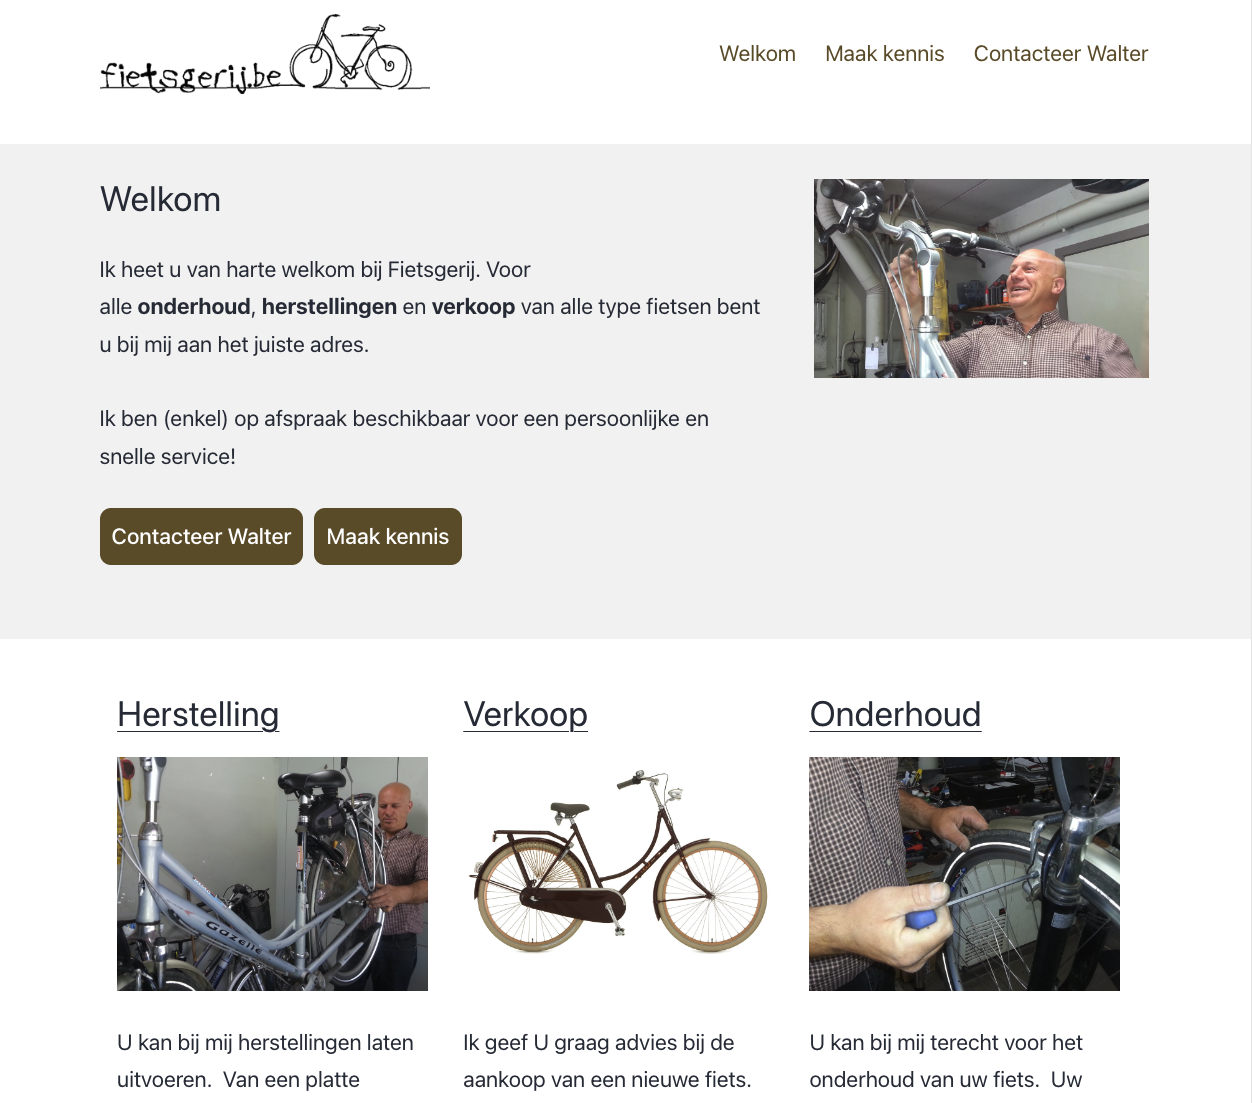 fietsgerij.be
Welkom Maak kennis Contacteer Walter
Welkom
Ik heet u van harte welkom bij Fietsgerij. Voor
alle onderhoud, herstellingen en verkoop van alle type fietsen bent
u bij mij aan het juiste adres.
Ik ben (enkel) op afspraak beschikbaar voor een persoonlijke en
snelle service!
Contacteer Walter Maak kennis
Herstelling
Gazelle
U kan bij mij herstellingen laten
uitvoeren.  Van een platte
Verkoop
Ik geef U graag advies bij de
aankoop van een nieuwe fiets.
Onderhoud
U kan bij mij terecht voor het
onderhoud van uw fiets.  Uw